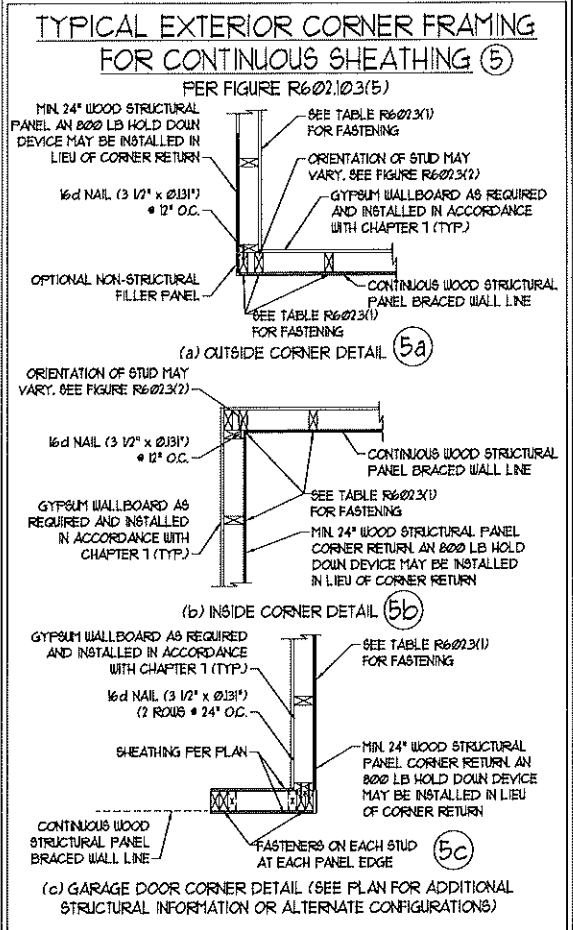 TYPICAL EXTERIOR CORNER FRAMING
FOR CONTINUOUS SHEATHING 5
PER FIGURE R602.10.3(5)
MIN. 24" WOOD STRUCTURAL
PANEL AN 800 LB HOLD DOWN
DEVICE MAY BE INSTALLED IN
LIEU OF CORNER RETURN
SEE TABLE R602.3(1)
FOR FASTENING
ORIENTATION OF STUD MAY
VARY. SEE FIGURE R602.3(2)
16d NAIL (3 1/2" x Ø.131")
@ 12" O.C.
GYPSUM WALLBOARD AS REQUIRED
AND INSTALLED IN ACCORDANCE
WITH CHAPTER 7 (TYP.)
OPTIONAL NON-STRUCTURAL
FILLER PANEL
CONTINUOUS WOOD STRUCTURAL
PANEL BRACED WALL LINE
SEE TABLE R602.3(1)
FOR FASTENING
(a) OUTSIDE CORNER DETAIL 5a
ORIENTATION OF STUD MAY
VARY. SEE FIGURE R602.3(2)
16d NAIL (3 1/2" x Ø.131")
@ 12" O.C.
CONTINUOUS WOOD STRUCTURAL
PANEL BRACED WALL LINE
GYPSUM WALLBOARD AS
REQUIRED AND INSTALLED
IN ACCORDANCE WITH
CHAPTER 7 (TYP.)
SEE TABLE R602.3(1)
FOR FASTENING
MIN. 24" WOOD STRUCTURAL PANEL
CORNER RETURN. AN 800 LB HOLD
DOWN DEVICE MAY BE INSTALLED
IN LIEU OF CORNER RETURN
(b) INSIDE CORNER DETAIL 5b
GYPSUM WALLBOARD AS REQUIRED
AND INSTALLED IN ACCORDANCE
WITH CHAPTER 7 (TYP.)
SEE TABLE R602.3(1)
FOR FASTENING
16d NAIL (3 1/2" x Ø.131")
(2 ROWS @ 24" O.C.
SHEATHING PER PLAN
MIN. 24" WOOD STRUCTURAL
PANEL CORNER RETURN. AN
800 LB HOLD DOWN DEVICE
MAY BE INSTALLED IN LIEU
OF CORNER RETURN
CONTINUOUS WOOD
STRUCTURAL PANEL
BRACED WALL LINE
FASTENERS ON EACH STUD
AT EACH PANEL EDGE
5c
(c) GARAGE DOOR CORNER DETAIL (SEE PLAN FOR ADDITIONAL
STRUCTURAL INFORMATION OR ALTERNATE CONFIGURATIONS)